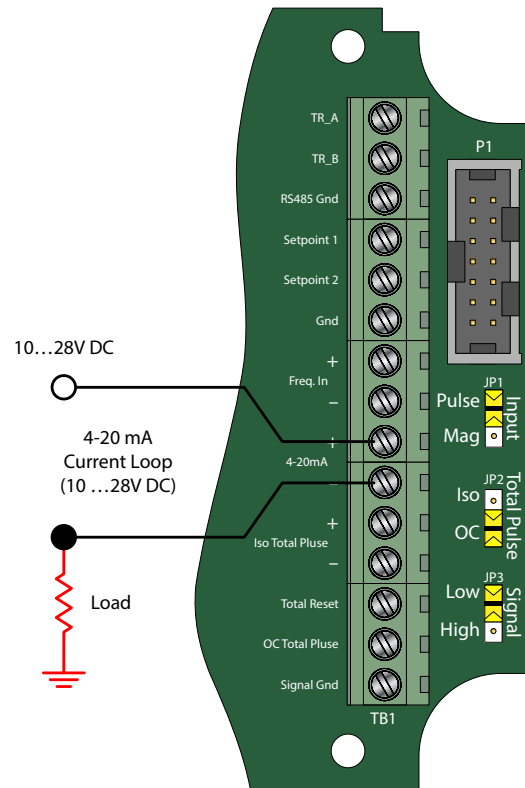 TR_A
TR_B
RS485 Gnd
Setpoint 1
Setpoint 2
Gnd
+
Freq. In
–
+
4-20mA
–
+
Iso Total Pluse
–
Total Reset
OC Total Pluse
Signal Gnd
TB1
P1
JP1
Pulse
Mag
Input
JP2
Iso
OC
Total Pulse
JP3
Low
High
Signal
10…28V DC
4-20 mA
Current Loop
(10 …28V DC)
Load